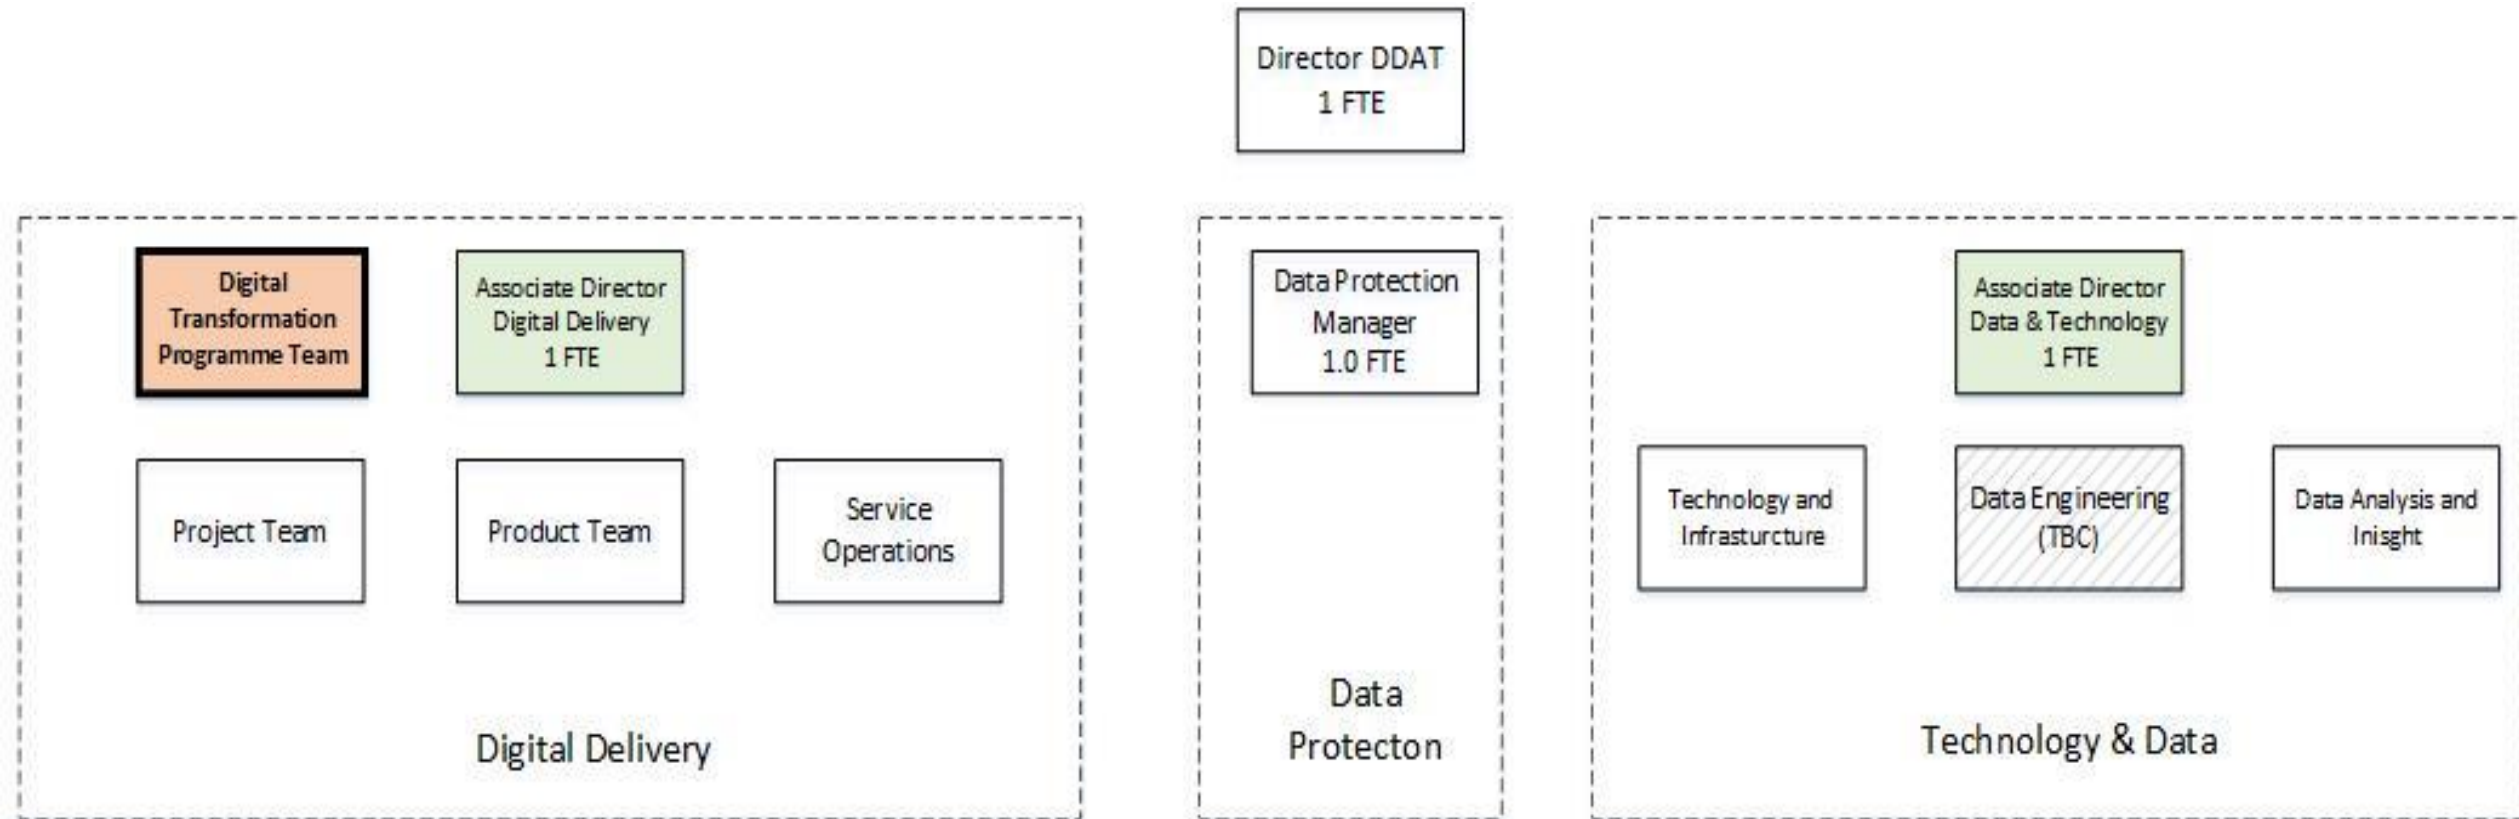 Director DDAT
1 FTE
Digital
Transformation
Programme Team
Associate Director
Digital Delivery
1 FTE
Data Protection
Manager
1.0 FTE
Associate Director
Data & Technology
1 FTE
Project Team
Product Team
Service
Operations
Technology and
Infrasturcture
Data Engineering
(TBC)
Data Analysis and
Inisght
Digital Delivery
Data
Protecton
Technology & Data